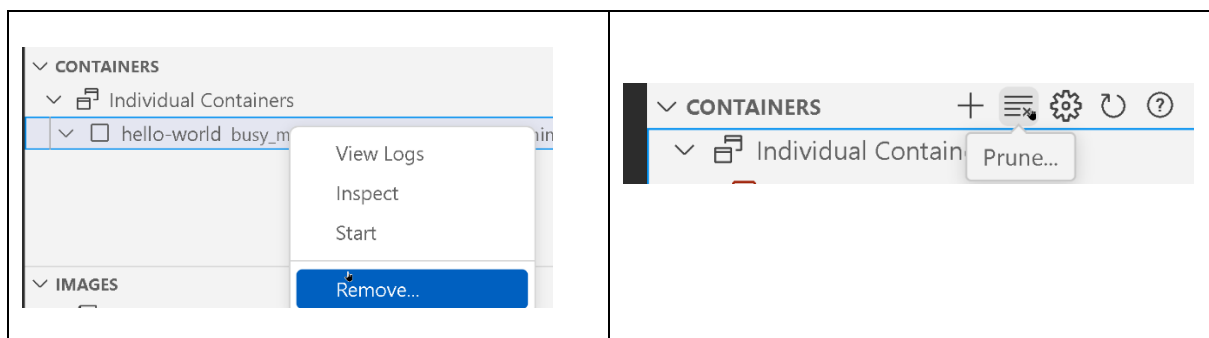 CONTAINERS
Individual Containers
hello-world busy_m
View Logs
Inspect
Start
Remove...
IMAGES
CONTAINERS
Individual Contain
Prune...